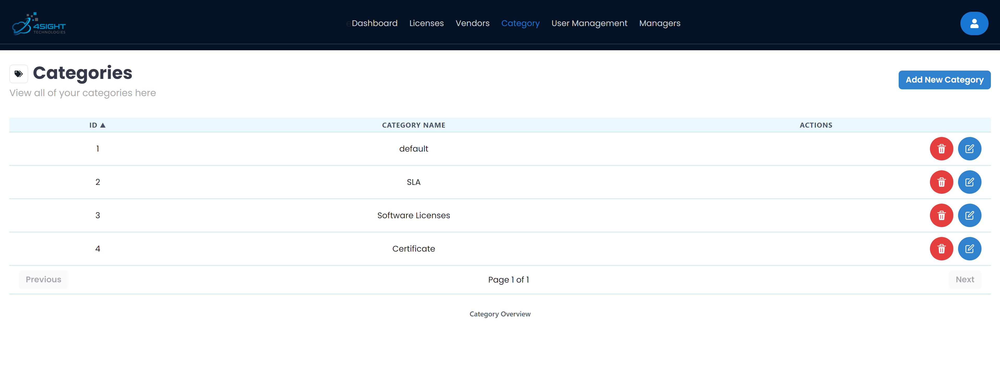 4SIGHT
TECHNOLOGIES
eDashboard Licenses Vendors Category User Management Managers
Categories
View all of your categories here
Add New Category
ID ▲ CATEGORY NAME ACTIONS
1 default
2 SLA
3 Software Licenses
4 Certificate
Previous Page 1 of 1 Next
Category Overview